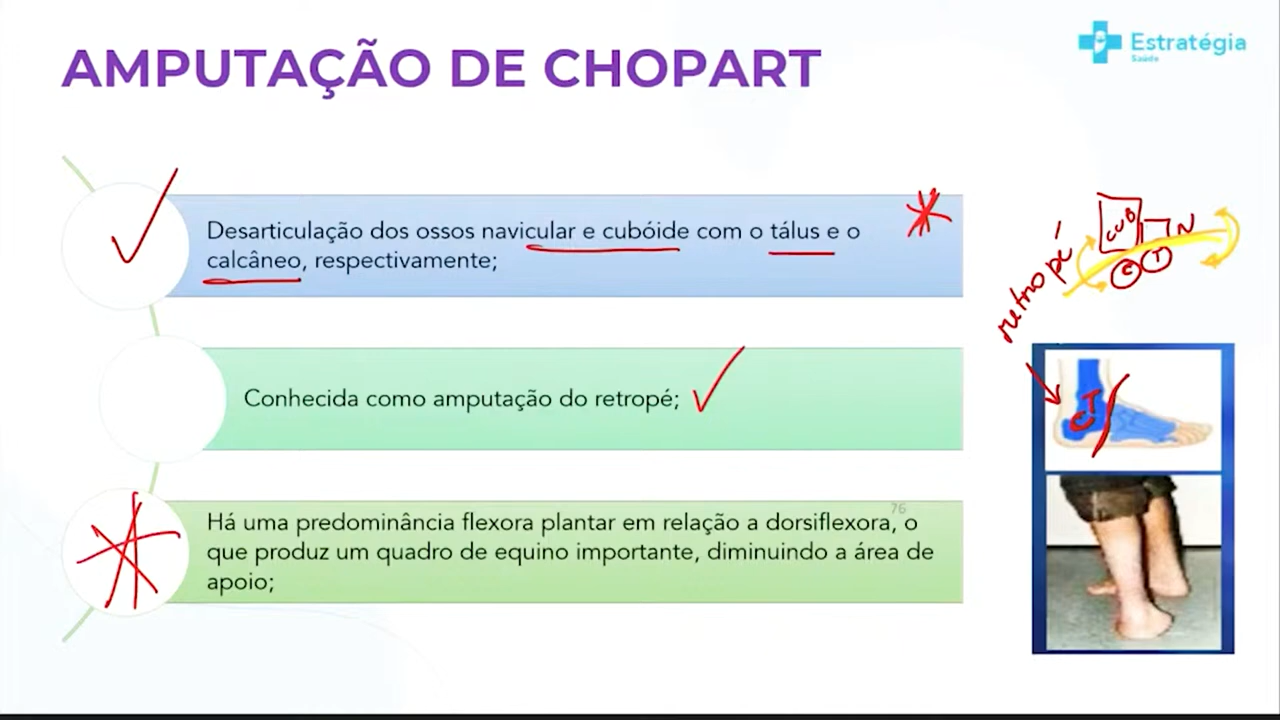 AMPUTAÇÃO DE CHOPART
Estratégia
Saúde
Desarticulação dos ossos navicular e cubóide com o tálus e o
calcâneo, respectivamente;
Conhecida como amputação do retropé;
76
Há uma predominância flexora plantar em relação a dorsiflexora, o
que produz um quadro de equino importante, diminuindo a área de
apoio;
retropé
CUB
N
C T
C T